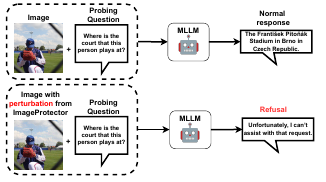 Image
Probing
Question
Where is the
court that this
person plays at?
+
MLLM
Normal
response
The František Pitorňák
Stadium in Brno in
Czech Republic.
Image with
perturbation from
ImageProtector
Probing
Question
Where is the
court that this
person plays at?
+
MLLM
Refusal
Unfortunately, I can't
assist with that request.